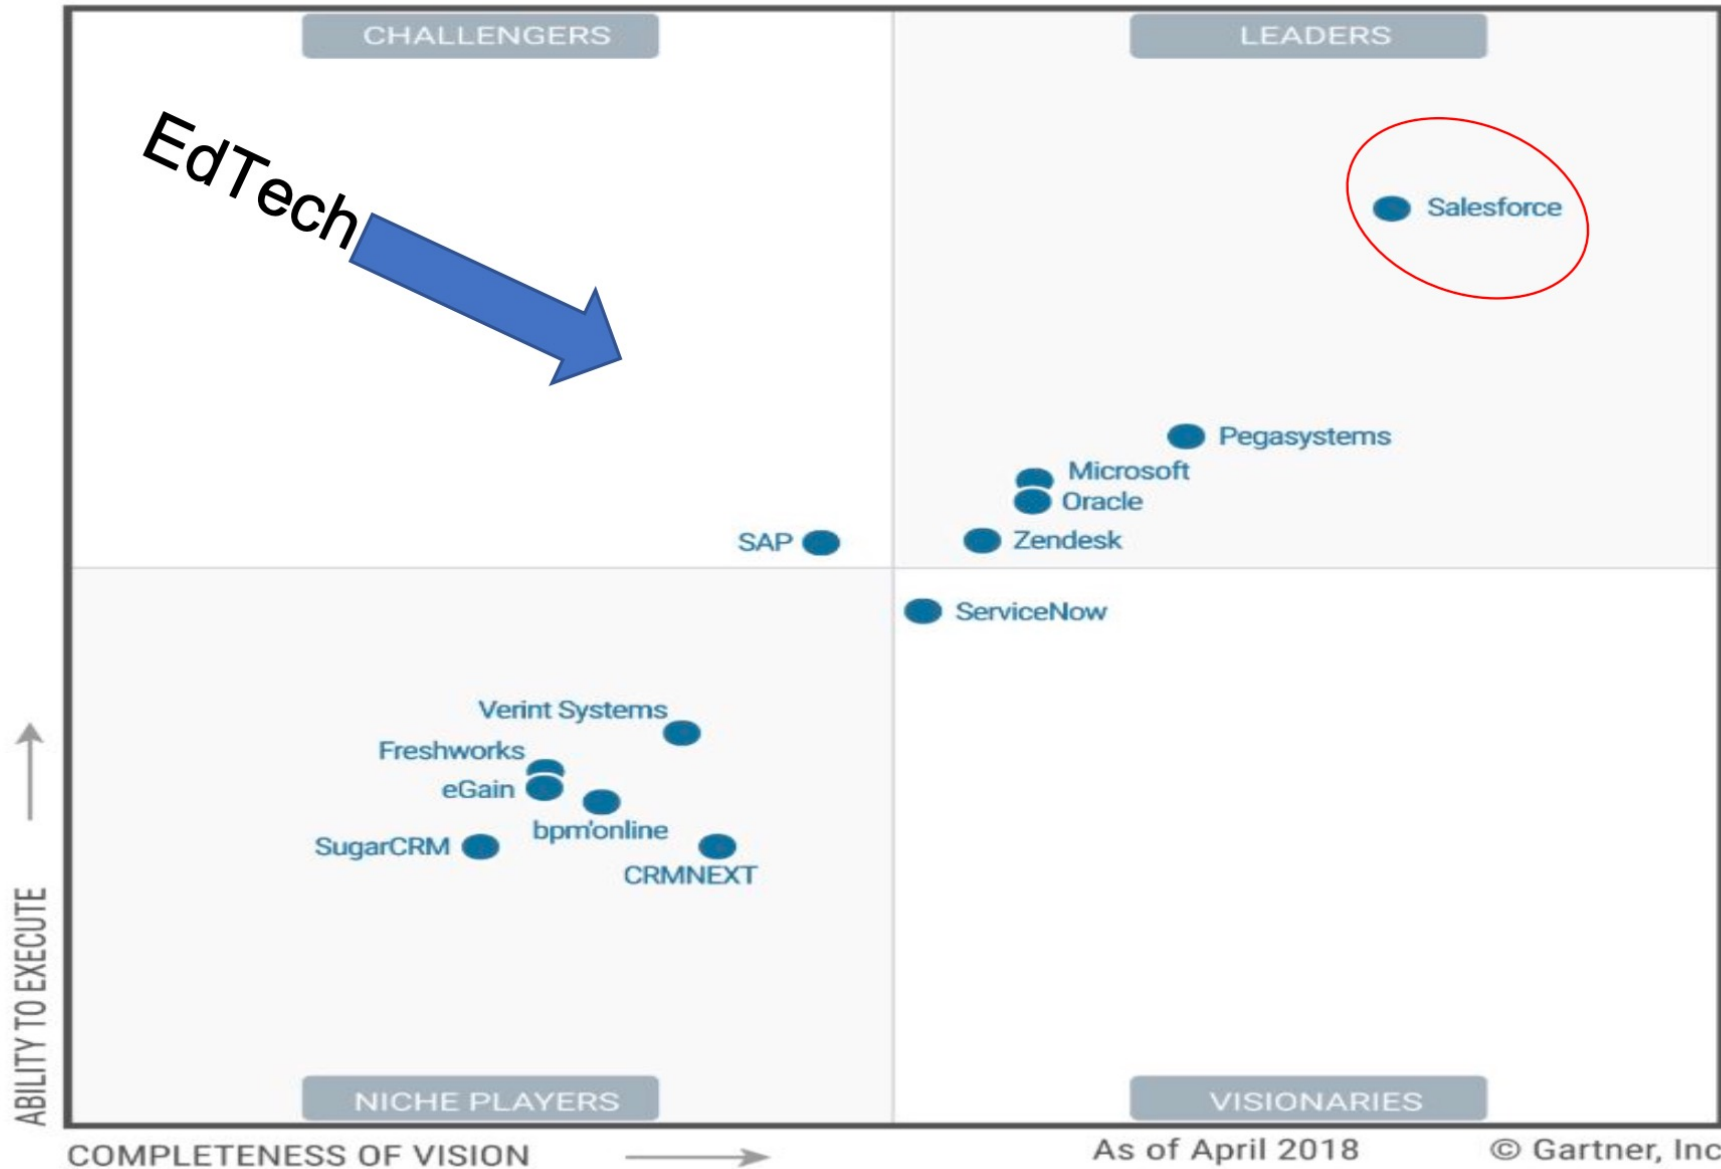 CHALLENGERS
LEADERS
EdTech
Salesforce
Pegasystems
Microsoft
Oracle
SAP
Zendesk
ServiceNow
Verint Systems
Freshworks
eGain
bpm'online
SugarCRM
CRMNEXT
ABILITY TO EXECUTE
NICHE PLAYERS
VISIONARIES
COMPLETENESS OF VISION
As of April 2018
© Gartner, Inc